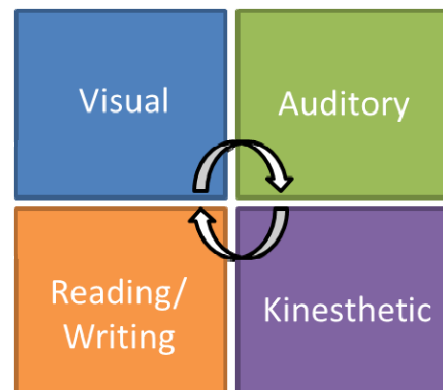 Visual
Auditory
Reading/
Writing
Kinesthetic